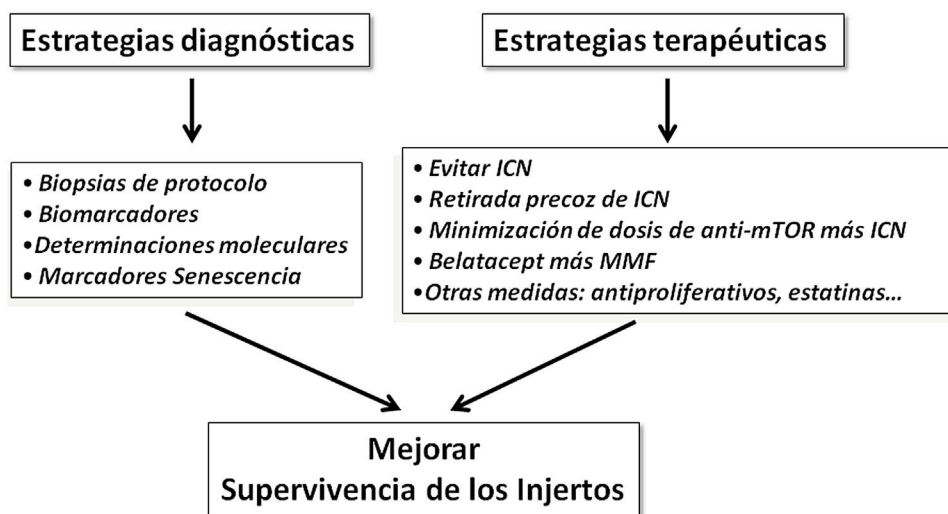 Estrategias diagnósticas
Estrategias terapéuticas
• Biopsias de protocolo
• Biomarcadores
•Determinaciones moleculares
• Marcadores Senescencia
• Evitar ICN
• Retirada precoz de ICN
• Minimización de dosis de anti-mTOR más ICN
• Belatacept más MMF
•Otras medidas: antiproliferativos, estatinas...
Mejorar
Supervivencia de los Injertos